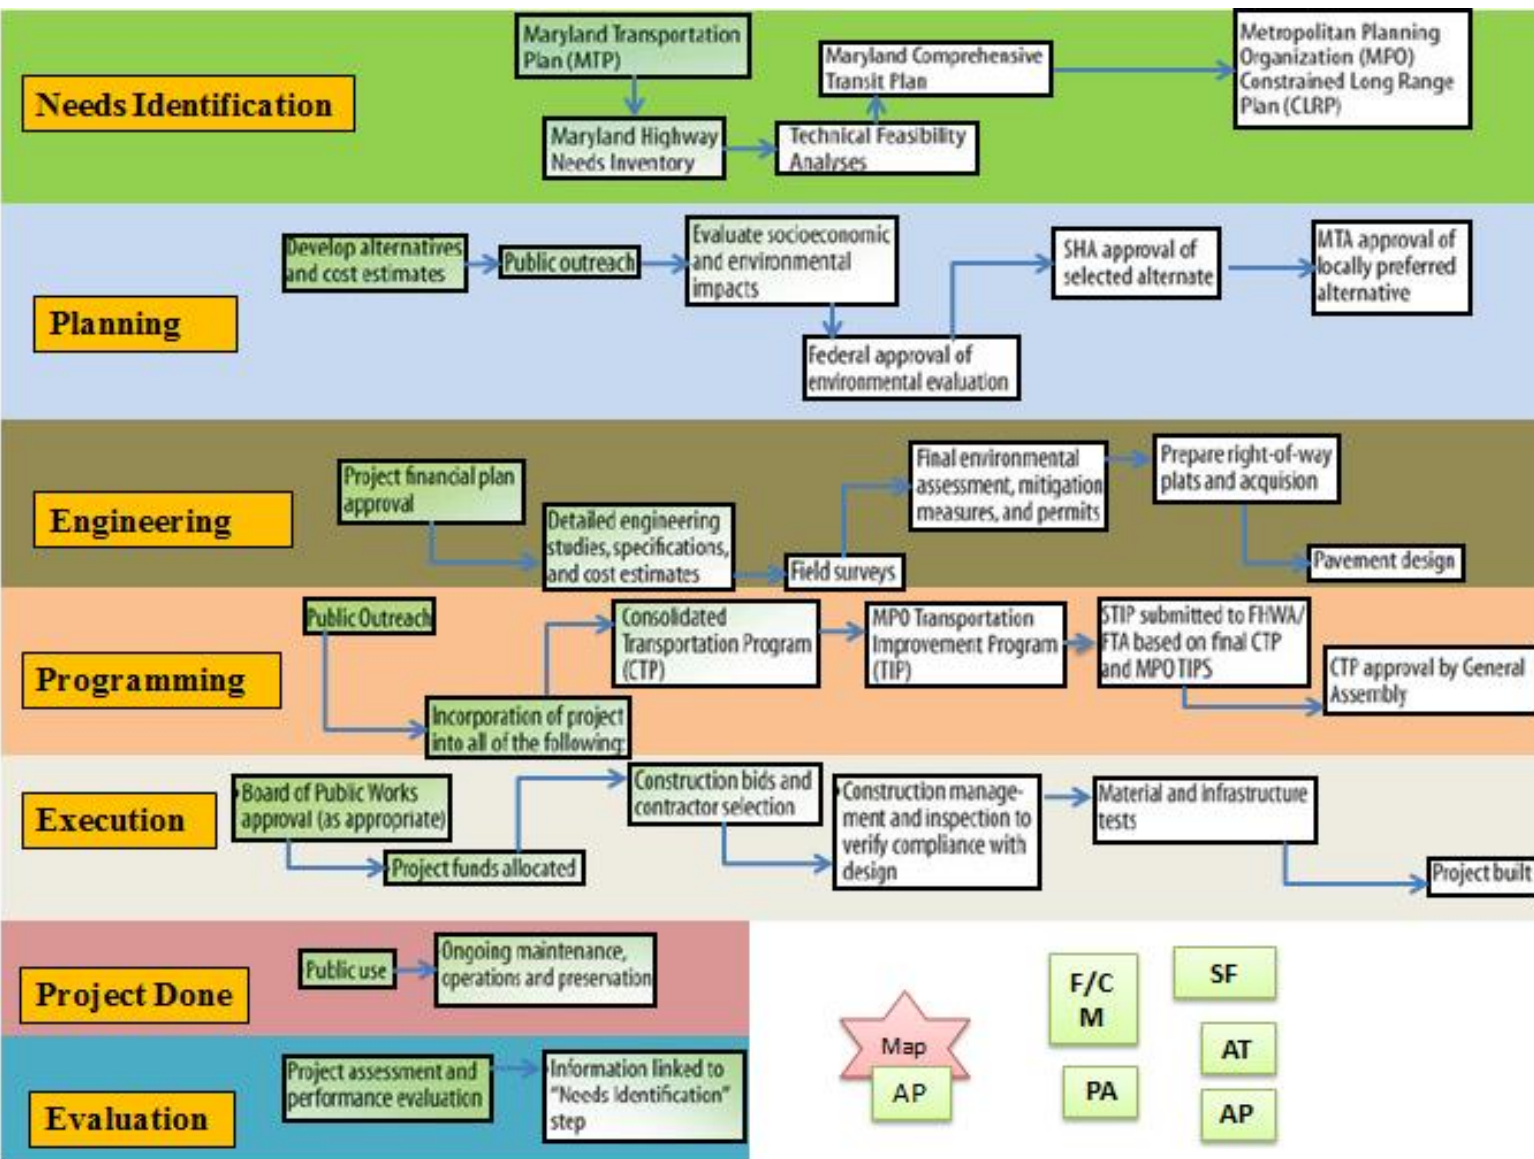 Needs Identification
Maryland Transportation
Plan (MTP)
Maryland Highway
Needs Inventory
Technical Feasibility
Analyses
Maryland Comprehensive
Transit Plan
Metropolitan Planning
Organization (MPO)
Constrained Long Range
Plan (CLRP)
Planning
Develop alternatives
and cost estimates
Public outreach
Evaluate socioeconomic
and environmental
impacts
Federal approval of
environmental evaluation
SHA approval of
selected alternate
MTA approval of
locally preferred
alternative
Engineering
Project financial plan
approval
Detailed engineering
studies, specifications,
and cost estimates
Field surveys
Final environmental
assessment, mitigation
measures, and permits
Prepare right-of-way
plats and acquision
Pavement design
Programming
Public Outreach
Incorporation of project
into all of the following:
Consolidated
Transportation Program
(CTP)
MPO Transportation
Improvement Program
(TIP)
STIP submitted to FHWA/
FTA based on final CTP
and MPO TIPS
CTP approval by General
Assembly
Execution
Board of Public Works
approval (as appropriate)
Project funds allocated
Construction bids and
contractor selection
Construction manage-
ment and inspection to
verify compliance with
design
Material and infrastructure
tests
Project built
Project Done
Public use
Ongoing maintenance,
operations and preservation
Evaluation
Project assessment and
performance evaluation
Information linked to
“Needs Identification”
step
Map
AP
F/C
M
PA
SF
AT
AP